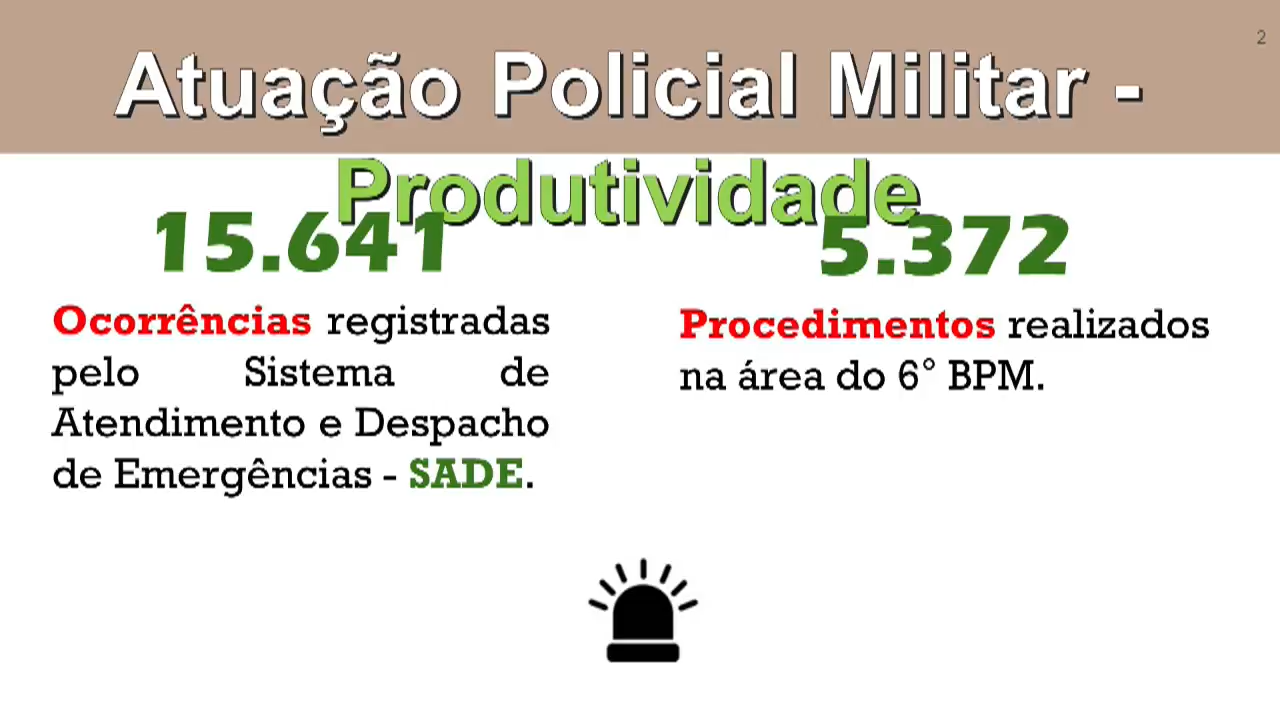 2
Atuação Policial Militar -
Produtividade
15.641
Ocorrências registradas
pelo Sistema de
Atendimento e Despacho
de Emergências - SADE.
5.372
Procedimentos realizados
na área do 6° BPM.